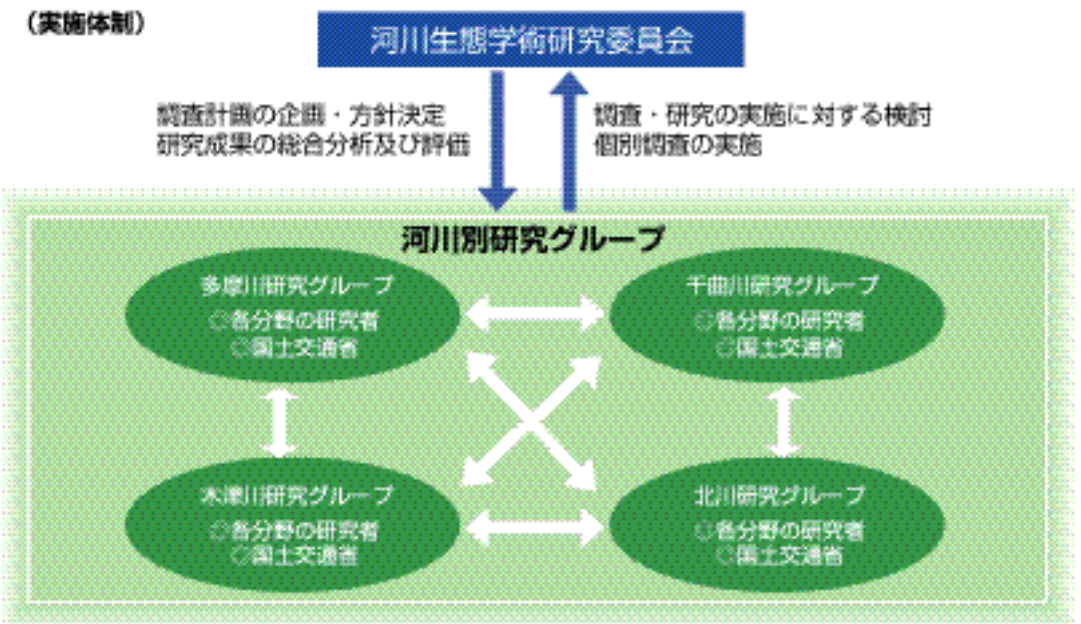 （実施体制）
河川生態学術研究委員会
調査計画の企画・方針決定
研究成果の総合分析及び評価
調査・研究の実施に対する検討
個別調査の実施
河川別研究グループ
多摩川研究グループ
◎各分野の研究者
◎国土交通省
千曲川研究グループ
◎各分野の研究者
◎国土交通省
木津川研究グループ
◎各分野の研究者
◎国土交通省
北川研究グループ
◎各分野の研究者
◎国土交通省